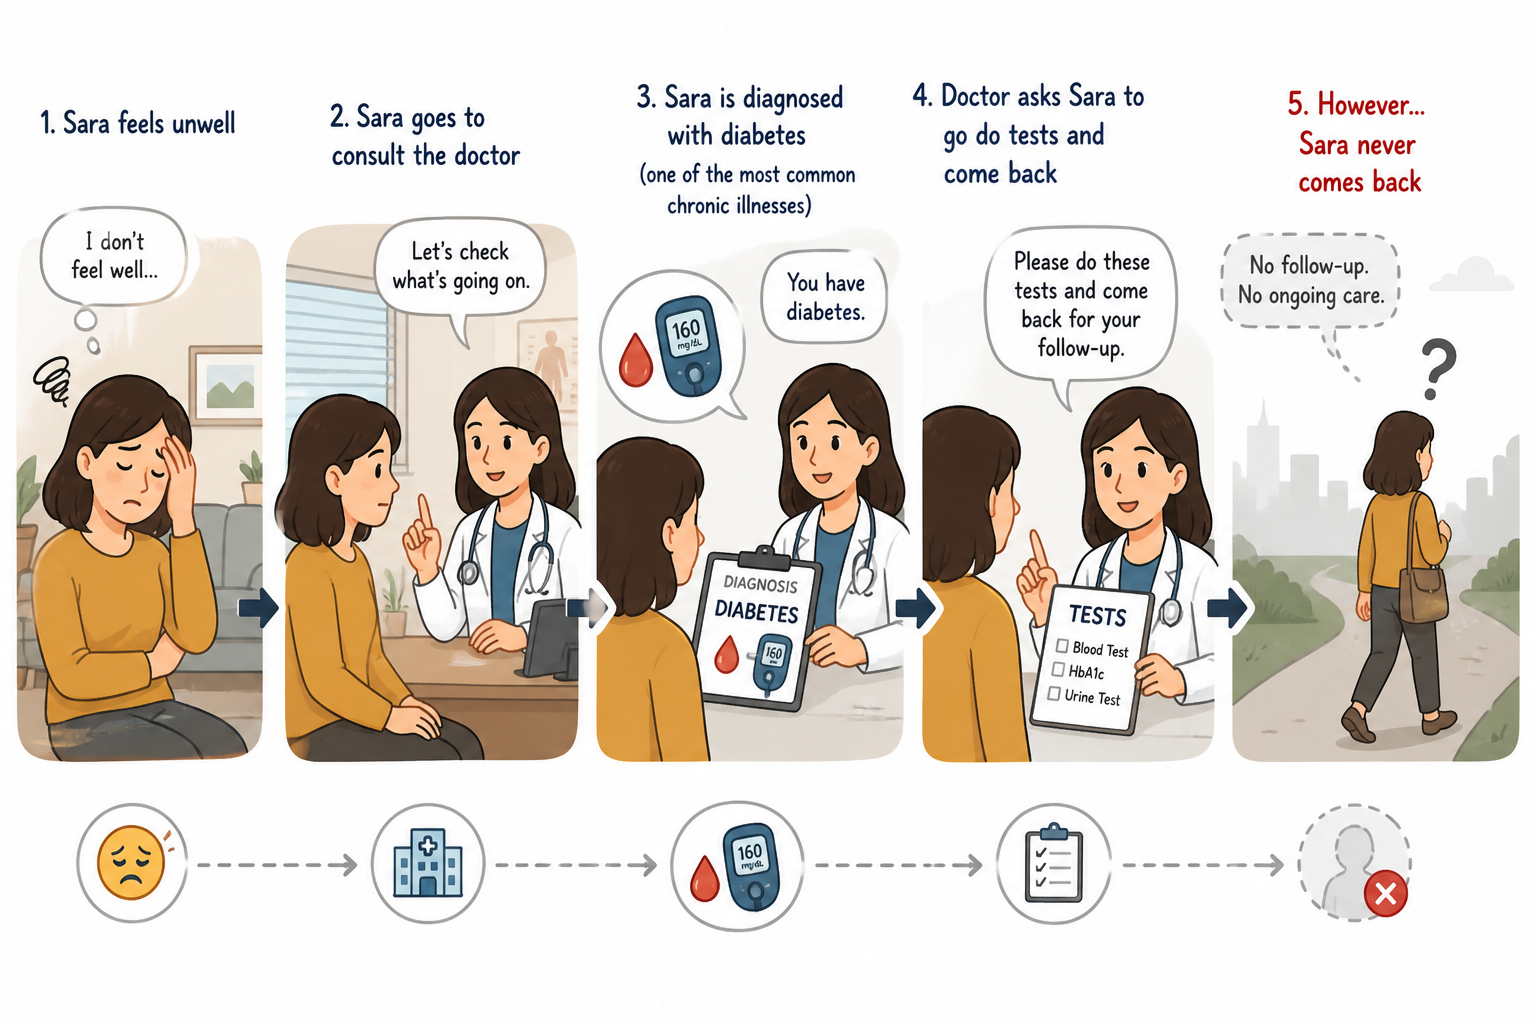 1. Sara feels unwell
2. Sara goes to
consult the doctor
3. Sara is diagnosed
with diabetes
(one of the most common
chronic illnesses)
4. Doctor asks Sara to
go do tests and
come back
5. However...
Sara never
comes back
I don't
feel well...
Let's check
what's going on.
160
mg/dL
You have
diabetes.
DIAGNOSIS
DIABETES
160
Please do these
tests and come
back for your
follow-up.
TESTS
Blood Test
HbA1c
Urine Test
No follow-up.
No ongoing care.
?
160
mg/dL